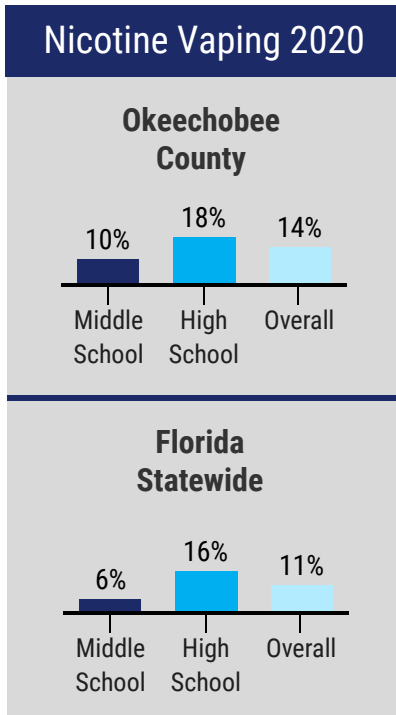 Nicotine Vaping 2020
Okeechobee
County
10%
18%
14%
Middle
School
High
School
Overall
Florida
Statewide
6%
16%
11%
Middle
School
High
School
Overall